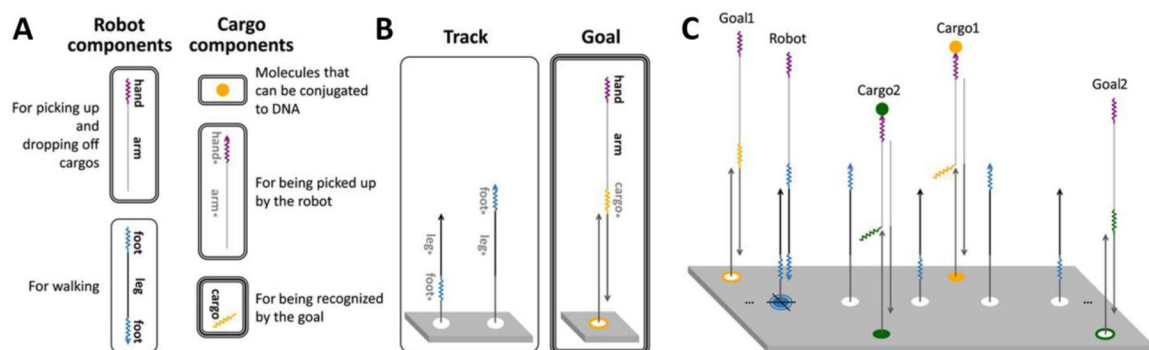 A
Robot
components
For picking up
and
dropping off
cargos
hand
arm
For walking
foot
leg
foot
Cargo
components
Molecules that
can be conjugated
to DNA
hand*
arm*
For being picked up
by the robot
cargo
For being recognized
by the goal
B
Track
foot*
leg*
leg*
foot*
Goal
hand
arm
cargo*
C
Goal1
Robot
Cargo1
Cargo2
Goal2
...
...